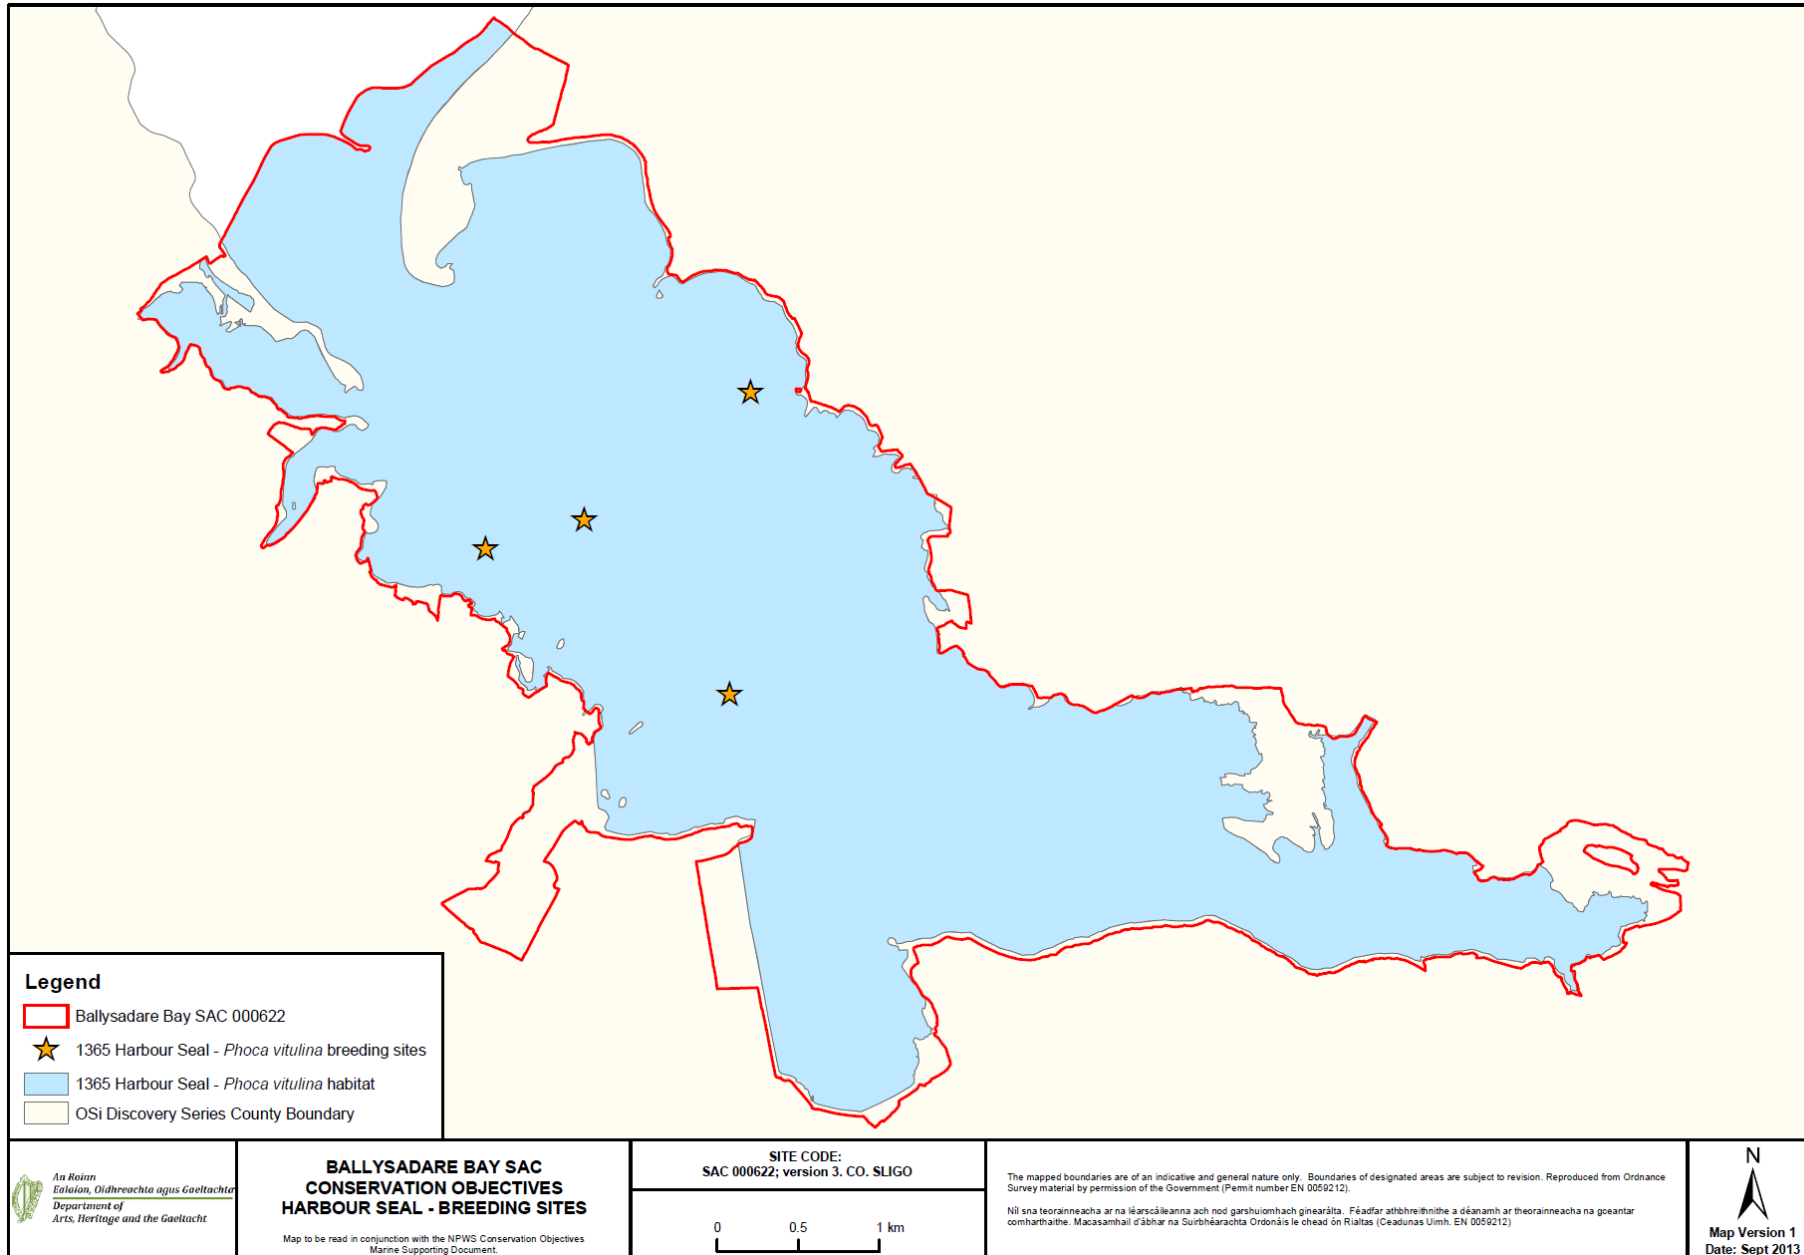 Legend
Ballysadare Bay SAC 000622
1365 Harbour Seal - Phoca vitulina breeding sites
1365 Harbour Seal - Phoca vitulina habitat
OSi Discovery Series County Boundary
An Roinn
Ealaíon, Oidhreachta agus Gaeltachta
Department of
Arts, Heritage and the Gaeltacht
BALLYSADARE BAY SAC
CONSERVATION OBJECTIVES
HARBOUR SEAL - BREEDING SITES
Map to be read in conjunction with the NPWS Conservation Objectives
Marine Supporting Document.
SITE CODE:
SAC 000622; version 3. CO. SLIGO
0 0.5 1 km
The mapped boundaries are of an indicative and general nature only. Boundaries of designated areas are subject to revision. Reproduced from Ordnance
Survey material by permission of the Government (Permit number EN 0059212).
Níl sna teorainneacha ar na léarscáileanna ach nod garshuiomhach ginearálta. Féadfar athbhreithnithe a déanamh ar theorainneacha na gceantar
comharthaithe. Macasamhail d'ábhar na Suirbhéarachta Ordonáis le chead ón Rialtas (Ceadunas Uimh. EN 0059212)
N
Map Version 1
Date: Sept 2013